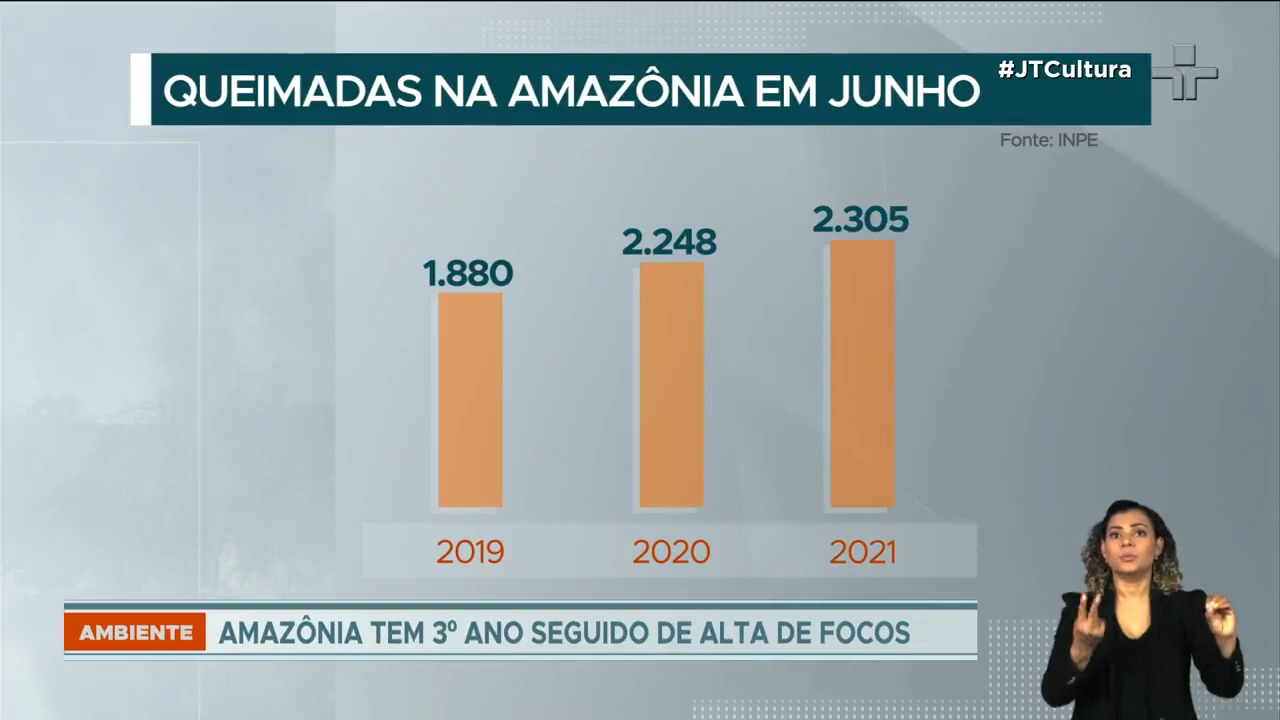 QUEIMADAS NA AMAZÔNIA EM JUNHO
#JTCultura
Fonte: INPE
1.880
2.248
2.305
2019
2020
2021
AMBIENTE
AMAZÔNIA TEM 3º ANO SEGUIDO DE ALTA DE FOCOS